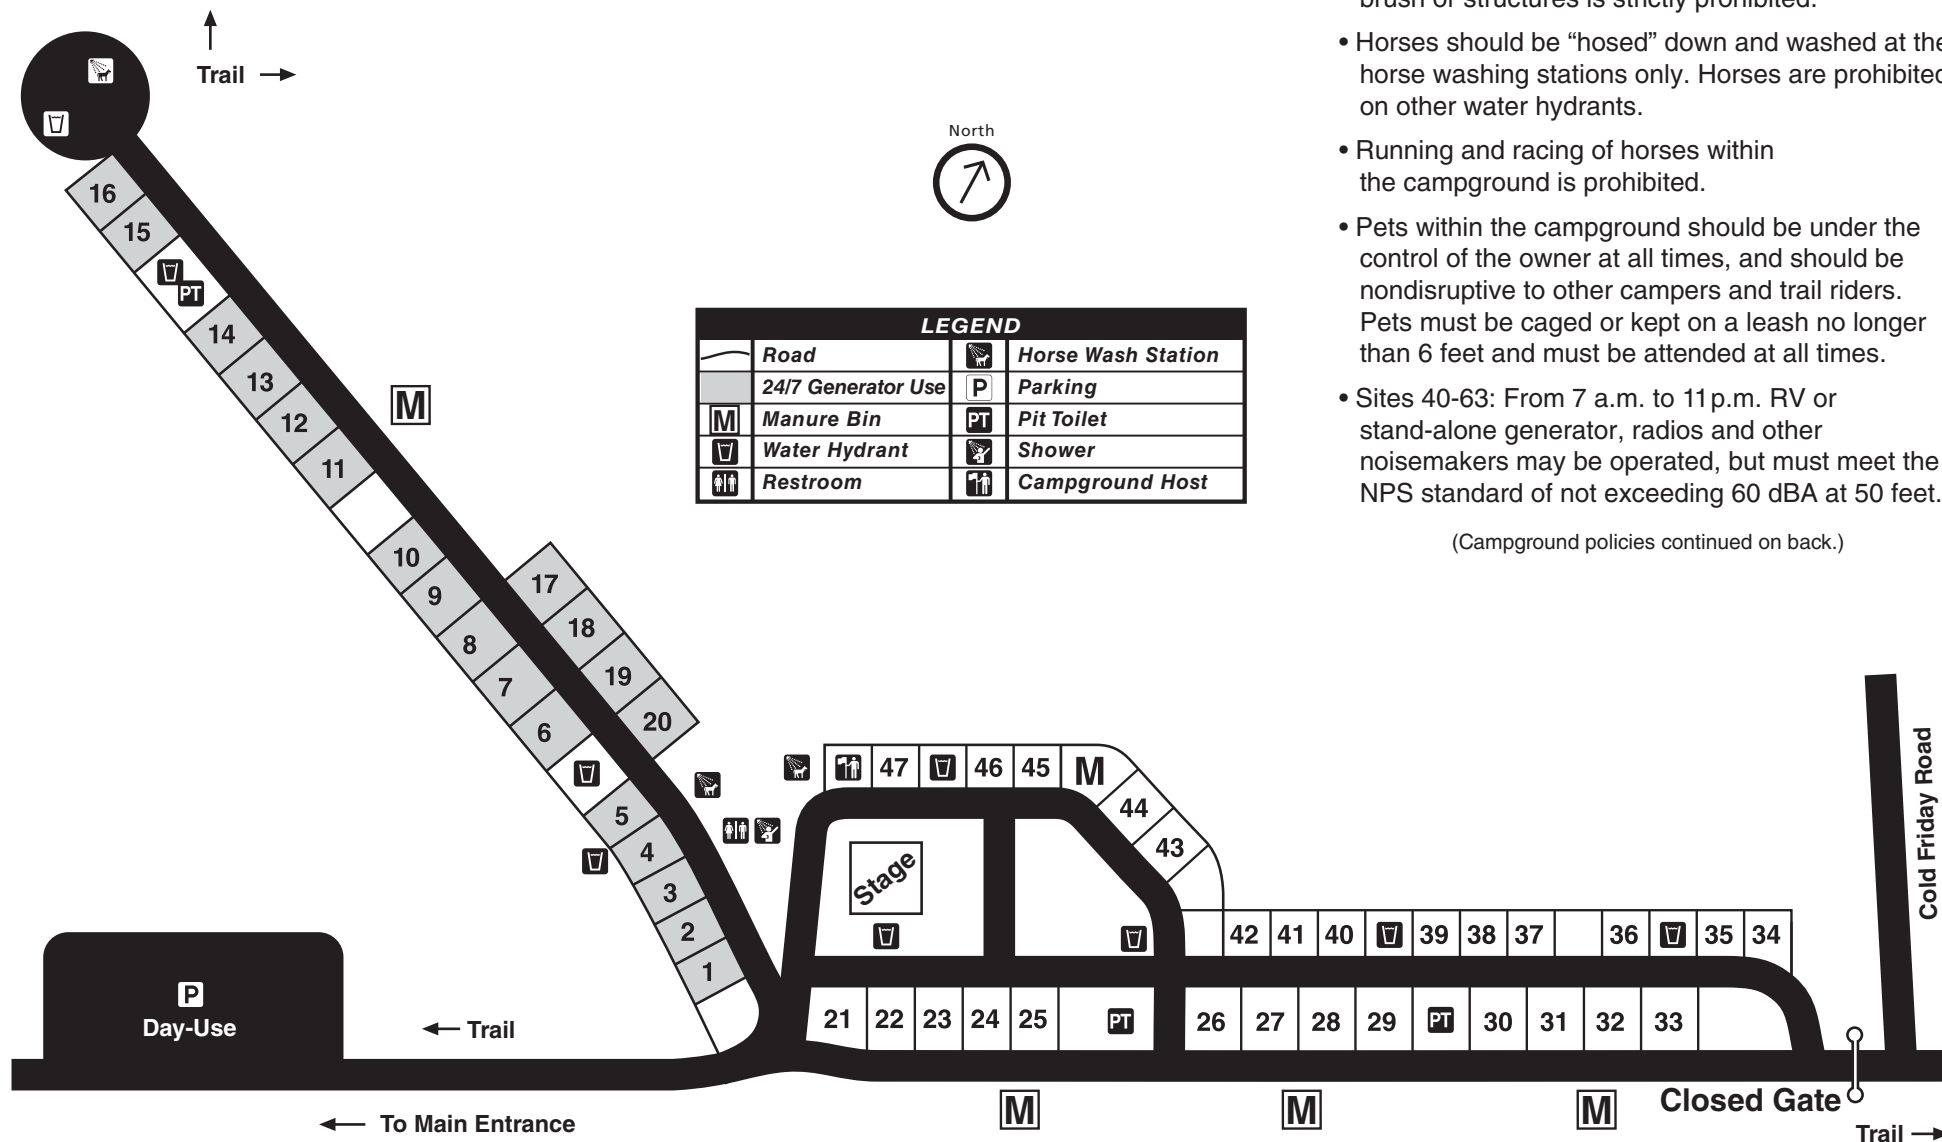 brush or structures is strictly prohibited.
• Horses should be “hosed” down and washed at the
horse washing stations only. Horses are prohibited
on other water hydrants.
• Running and racing of horses within
the campground is prohibited.
• Pets within the campground should be under the
control of the owner at all times, and should be
nondisruptive to other campers and trail riders.
Pets must be caged or kept on a leash no longer
than 6 feet and must be attended at all times.
• Sites 40-63: From 7 a.m. to 11p.m. RV or
stand-alone generator, radios and other
noisemakers may be operated, but must meet the
NPS standard of not exceeding 60 dBA at 50 feet.
(Campground policies continued on back.)
Trail
North
LEGEND
Road
Horse Wash Station
24/7 Generator Use
P
Parking
M
Manure Bin
PT
Pit Toilet
Water Hydrant
Shower
Restroom
Campground Host
16
15
PT
14
13
12
M
11
10
9
8
7
6
5
4
3
2
1
17
18
19
20
47
46
45
M
44
43
Stage
42
41
40
39
38
37
36
35
34
21
22
23
24
25
PT
26
27
28
29
PT
30
31
32
33
Cold Friday Road
P
Day-Use
Trail
To Main Entrance
M
M
M
Closed Gate
Trail